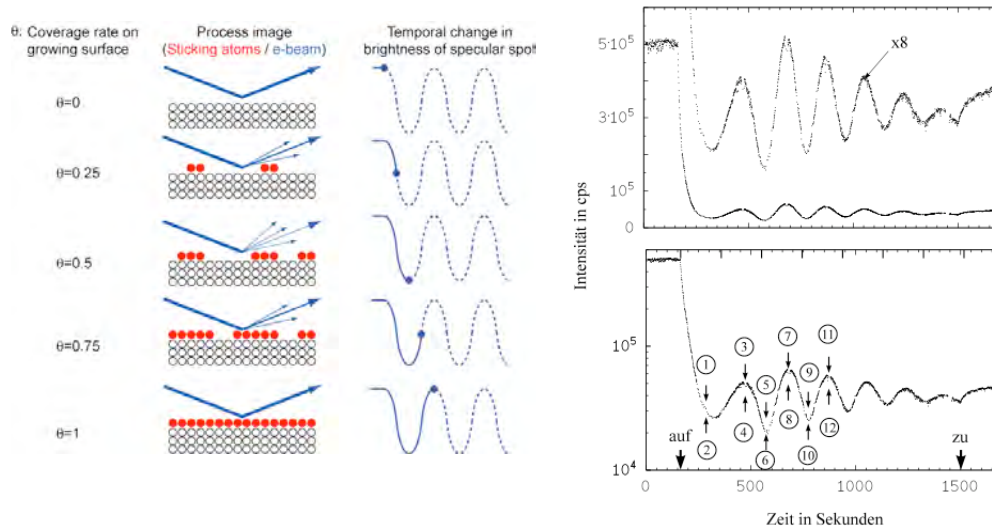 θ: Coverage rate on
growing surface
Process image
(Sticking atoms / e-beam)
Temporal change in
brightness of specular spot
θ=0
θ=0.25
θ=0.5
θ=0.75
θ=1
Intensität in cps
5·10⁵
3·10⁵
10⁵
0
x8
10⁵
10⁴
1
2
3
4
5
6
7
8
9
10
11
12
auf
zu
0
500
1000
1500
Zeit in Sekunden